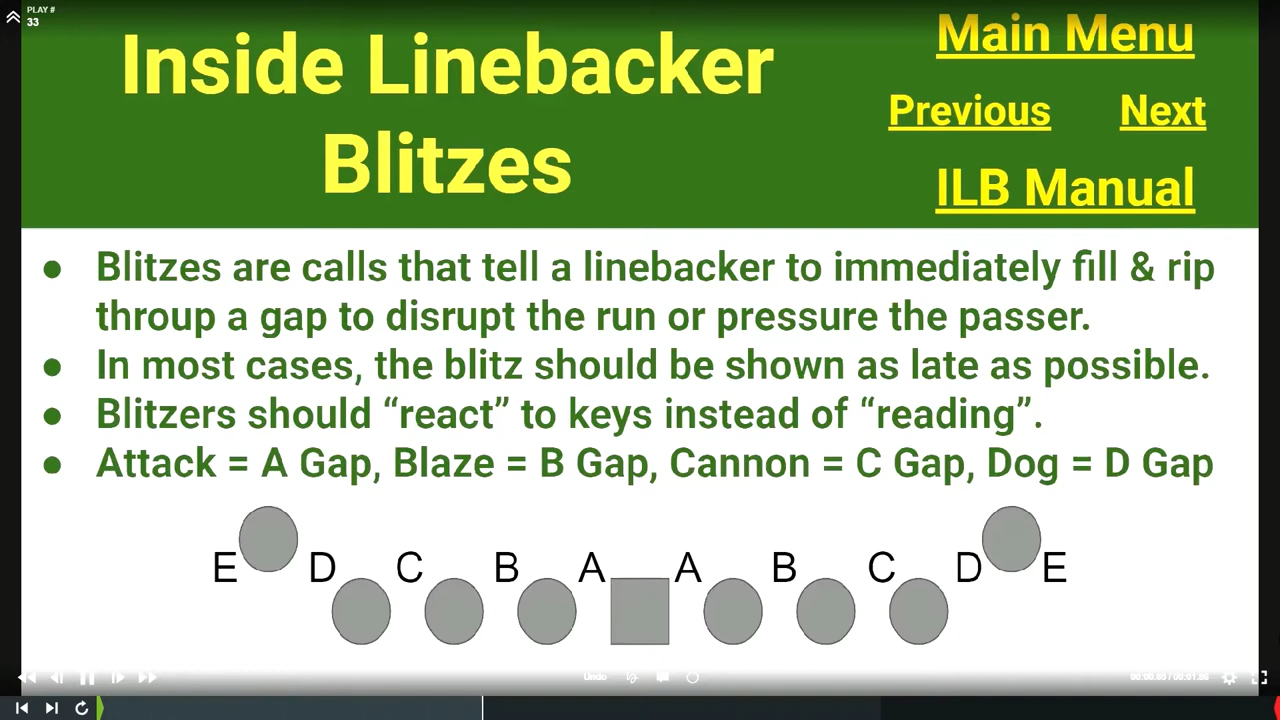 PLAY #
33
Inside Linebacker
Blitzes
Main Menu
Previous Next
ILB Manual
● Blitzes are calls that tell a linebacker to immediately fill & rip
throup a gap to disrupt the run or pressure the passer.
● In most cases, the blitz should be shown as late as possible.
● Blitzers should “react” to keys instead of “reading”.
● Attack = A Gap, Blaze = B Gap, Cannon = C Gap, Dog = D Gap
E D C B A A B C D E
Undo